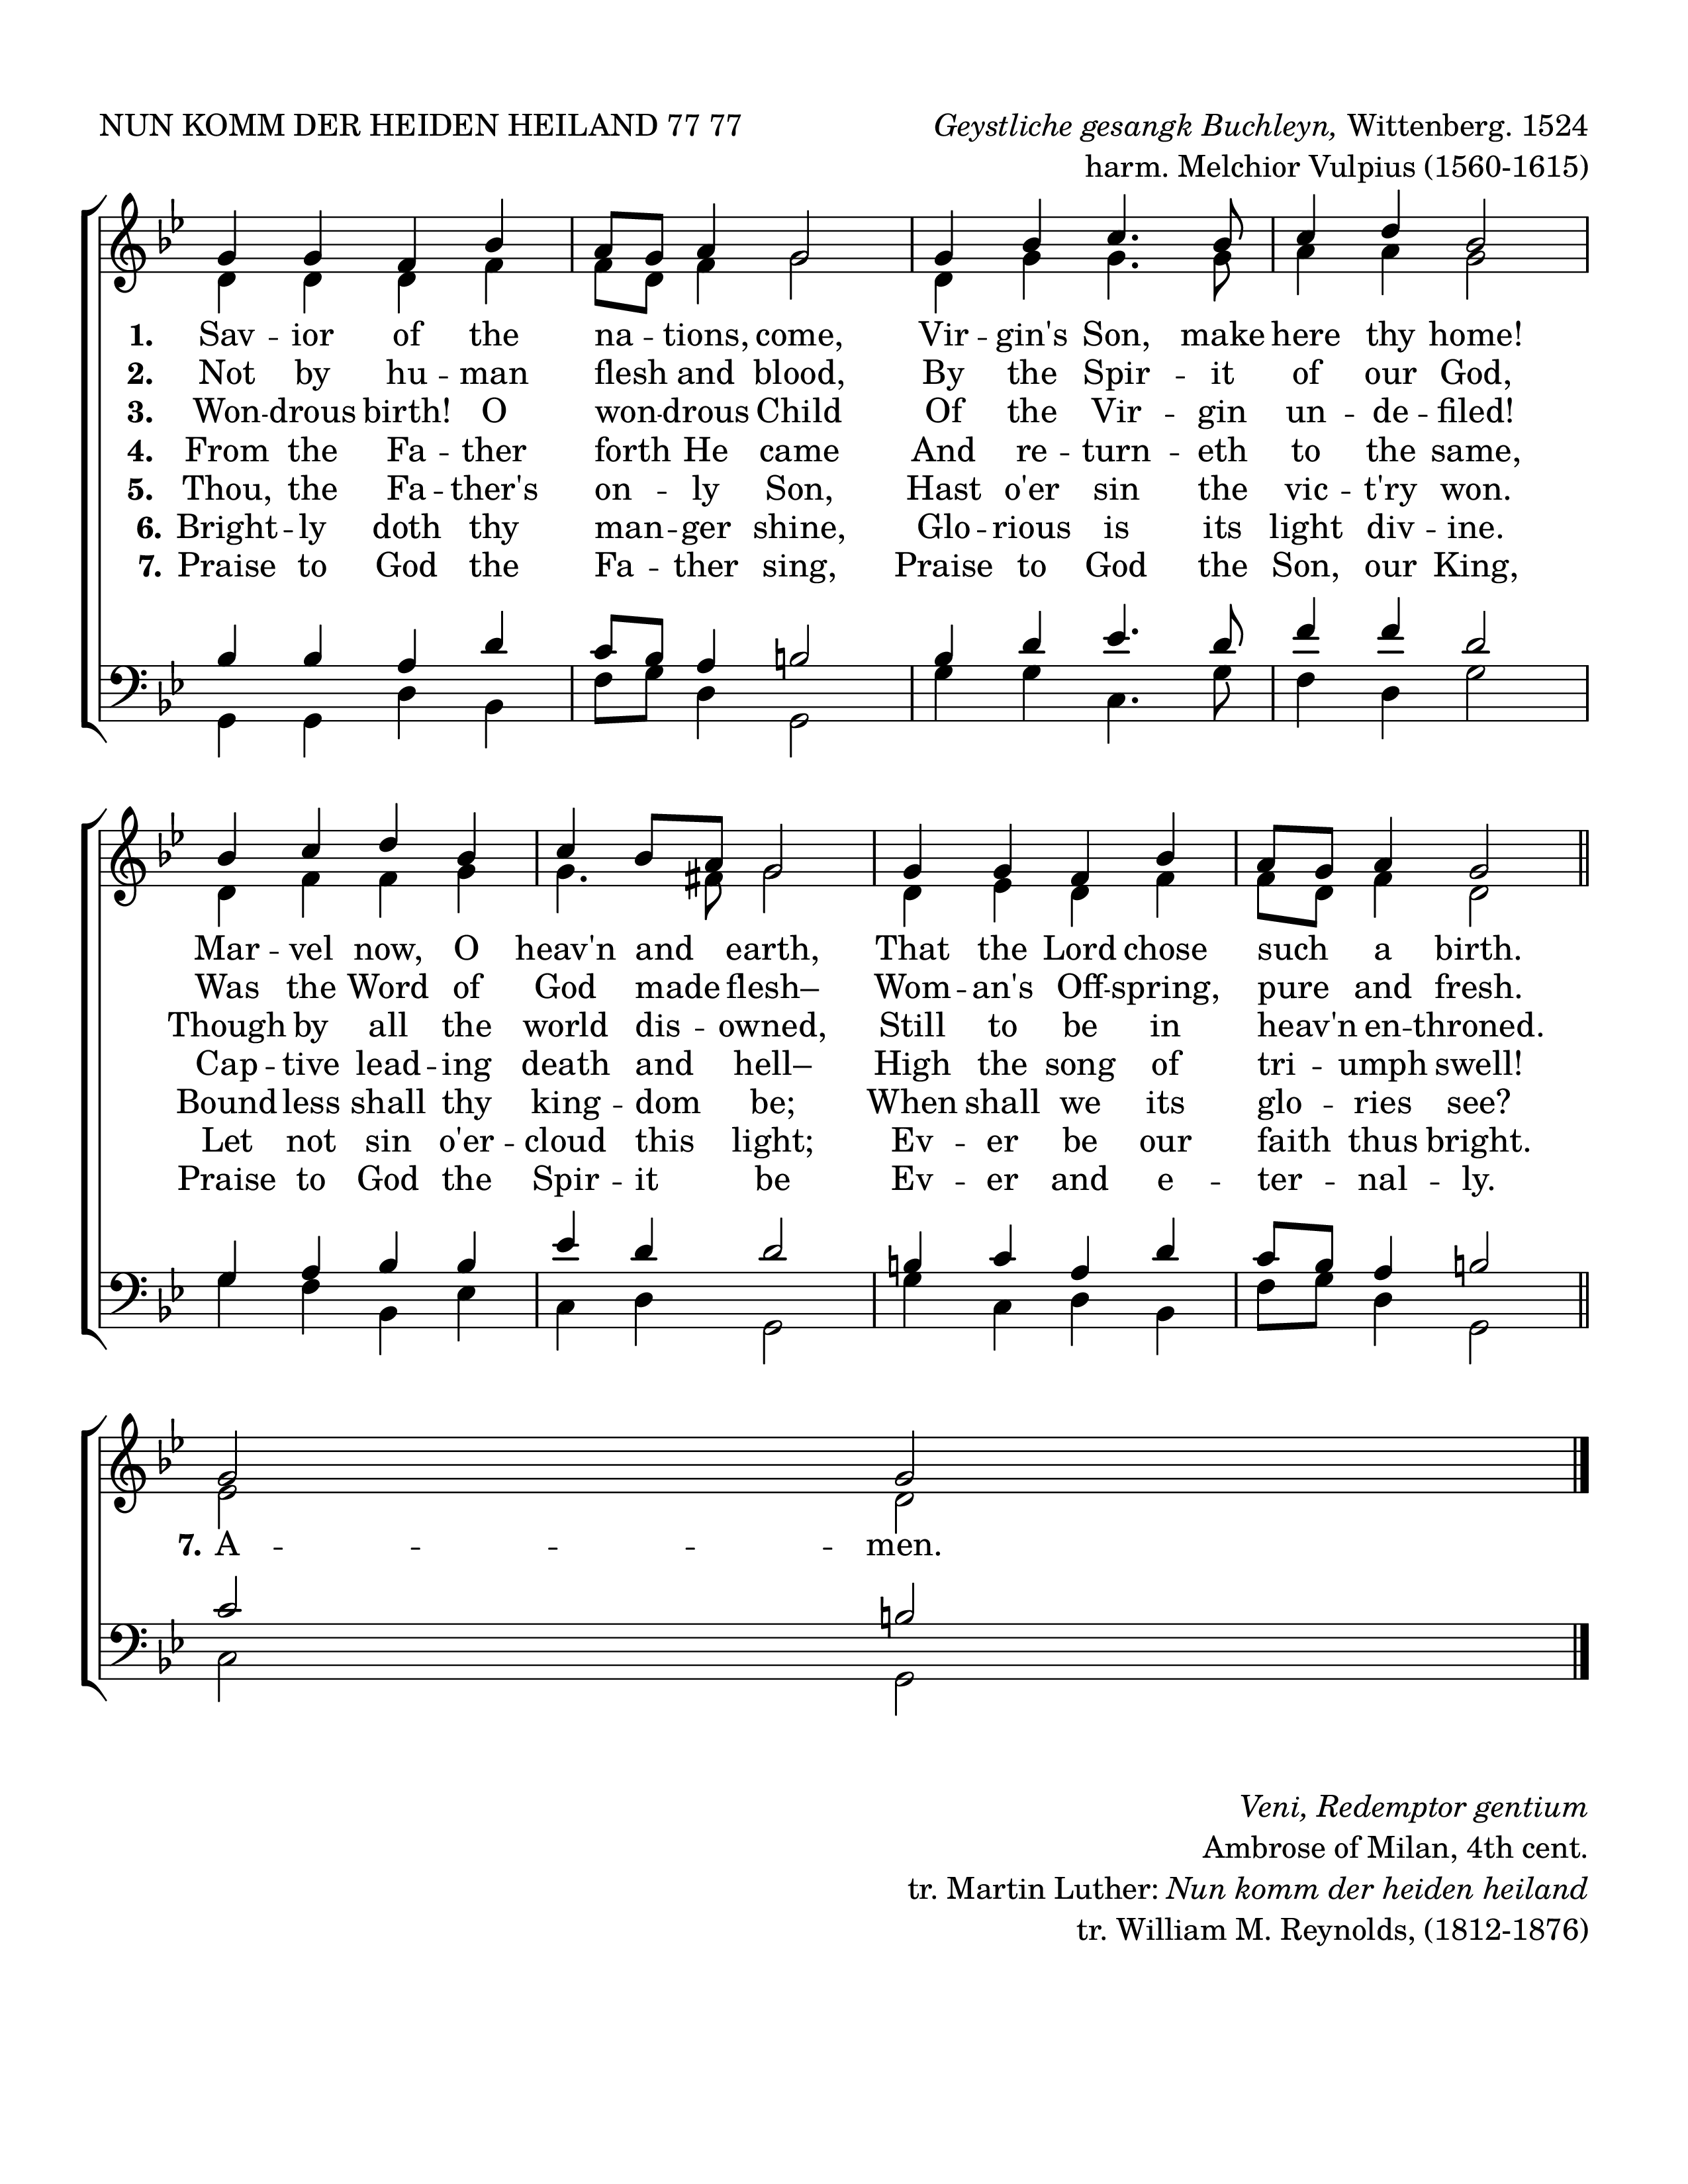 NUN KOMM DER HEIDEN HEILAND 77 77
Geystliche gesangk Buchleyn, Wittenberg. 1524
harm. Melchior Vulpius (1560-1615)
1. Sav -- ior of the na -- tions, come, Vir -- gin's Son, make here thy home!
2. Not by hu -- man flesh and blood, By the Spir -- it of our God,
3. Won -- drous birth! O won -- drous Child Of the Vir -- gin un -- de -- filed!
4. From the Fa -- ther forth He came And re -- turn -- eth to the same,
5. Thou, the Fa -- ther's on -- ly Son, Hast o'er sin the vic -- t'ry won.
6. Bright -- ly doth thy man -- ger shine, Glo -- rious is its light div -- ine.
7. Praise to God the Fa -- ther sing, Praise to God the Son, our King,
Mar -- vel now, O heav'n and earth, That the Lord chose such a birth.
Was the Word of God made flesh– Wom -- an's Off -- spring, pure and fresh.
Though by all the world dis -- owned, Still to be in heav'n en -- throned.
Cap -- tive lead -- ing death and hell– High the song of tri -- umph swell!
Bound -- less shall thy king -- dom be; When shall we its glo -- ries see?
Let not sin o'er -- cloud this light; Ev -- er be our faith thus bright.
Praise to God the Spir -- it be Ev -- er and e -- ter -- nal -- ly.
7. A -- men.
Veni, Redemptor gentium
Ambrose of Milan, 4th cent.
tr. Martin Luther: Nun komm der heiden heiland
tr. William M. Reynolds, (1812-1876)